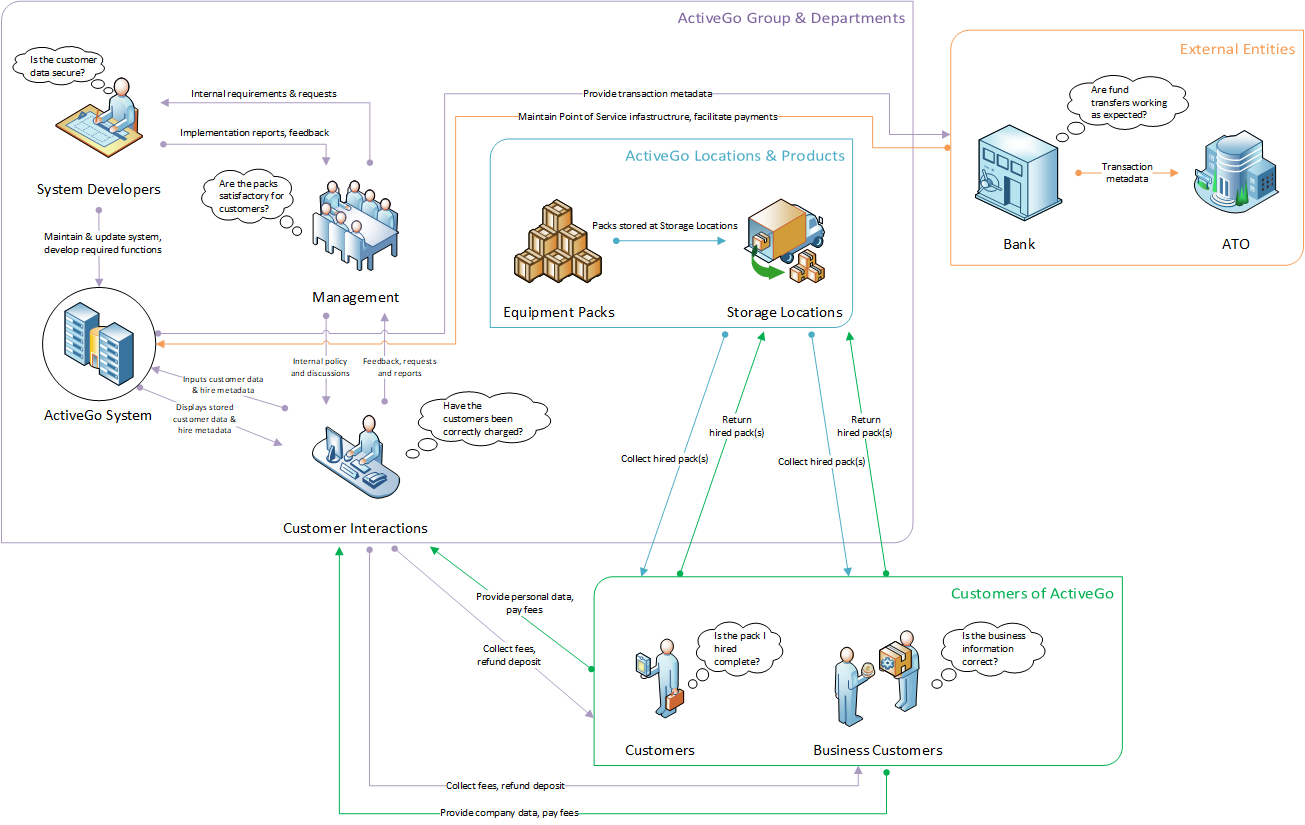 ActiveGo Group & Departments
External Entities
Is the customer
data secure?
Internal requirements & requests
Provide transaction metadata
Maintain Point of Service infastructure, facilitate payments
Are fund
transfers working
as expected?
Implementation reports, feedback
ActiveGo Locations & Products
System Developers
Are the packs
satisfactory for
customers?
Transaction
metadata
Maintain & update system,
develop required functions
Packs stored at Storage Locations
Bank
ATO
Management
Equipment Packs
Storage Locations
Internal policy
and discussions
Feedback, requests
and reports
Inputs customer data
& hire metadata
ActiveGo System
Displays stored
customer data &
hire metadata
Have the
customers been
correctly charged?
Return
hired pack(s)
Return
hired pack(s)
Collect hired pack(s)
Collect hired pack(s)
Customer Interactions
Provide personal data,
pay fees
Customers of ActiveGo
Collect fees,
refund deposit
Is the pack I
hired
complete?
Is the business
information
correct?
Customers
Business Customers
Collect fees, refund deposit
Provide company data, pay fees